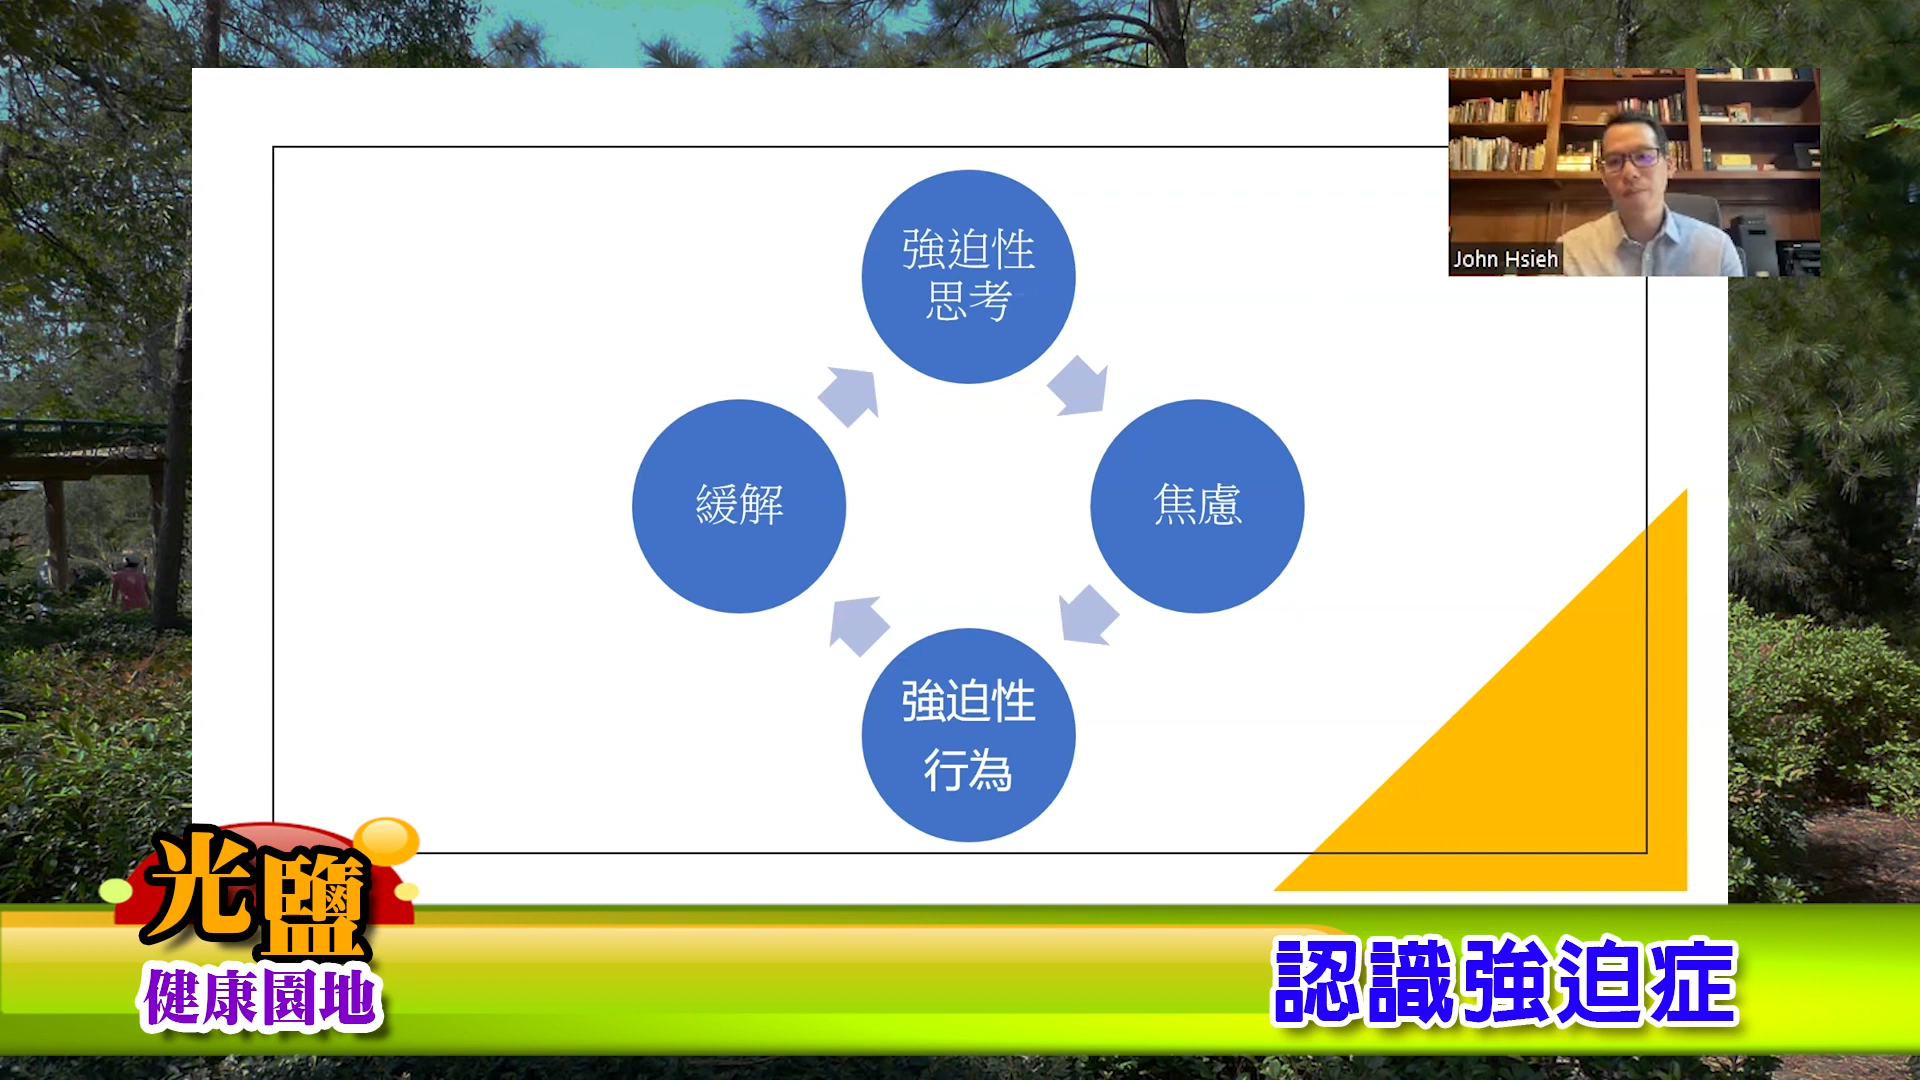 強迫性
思考
John Hsieh
緩解
焦慮
強迫性
行為
光鹽
健康園地
認識強迫症